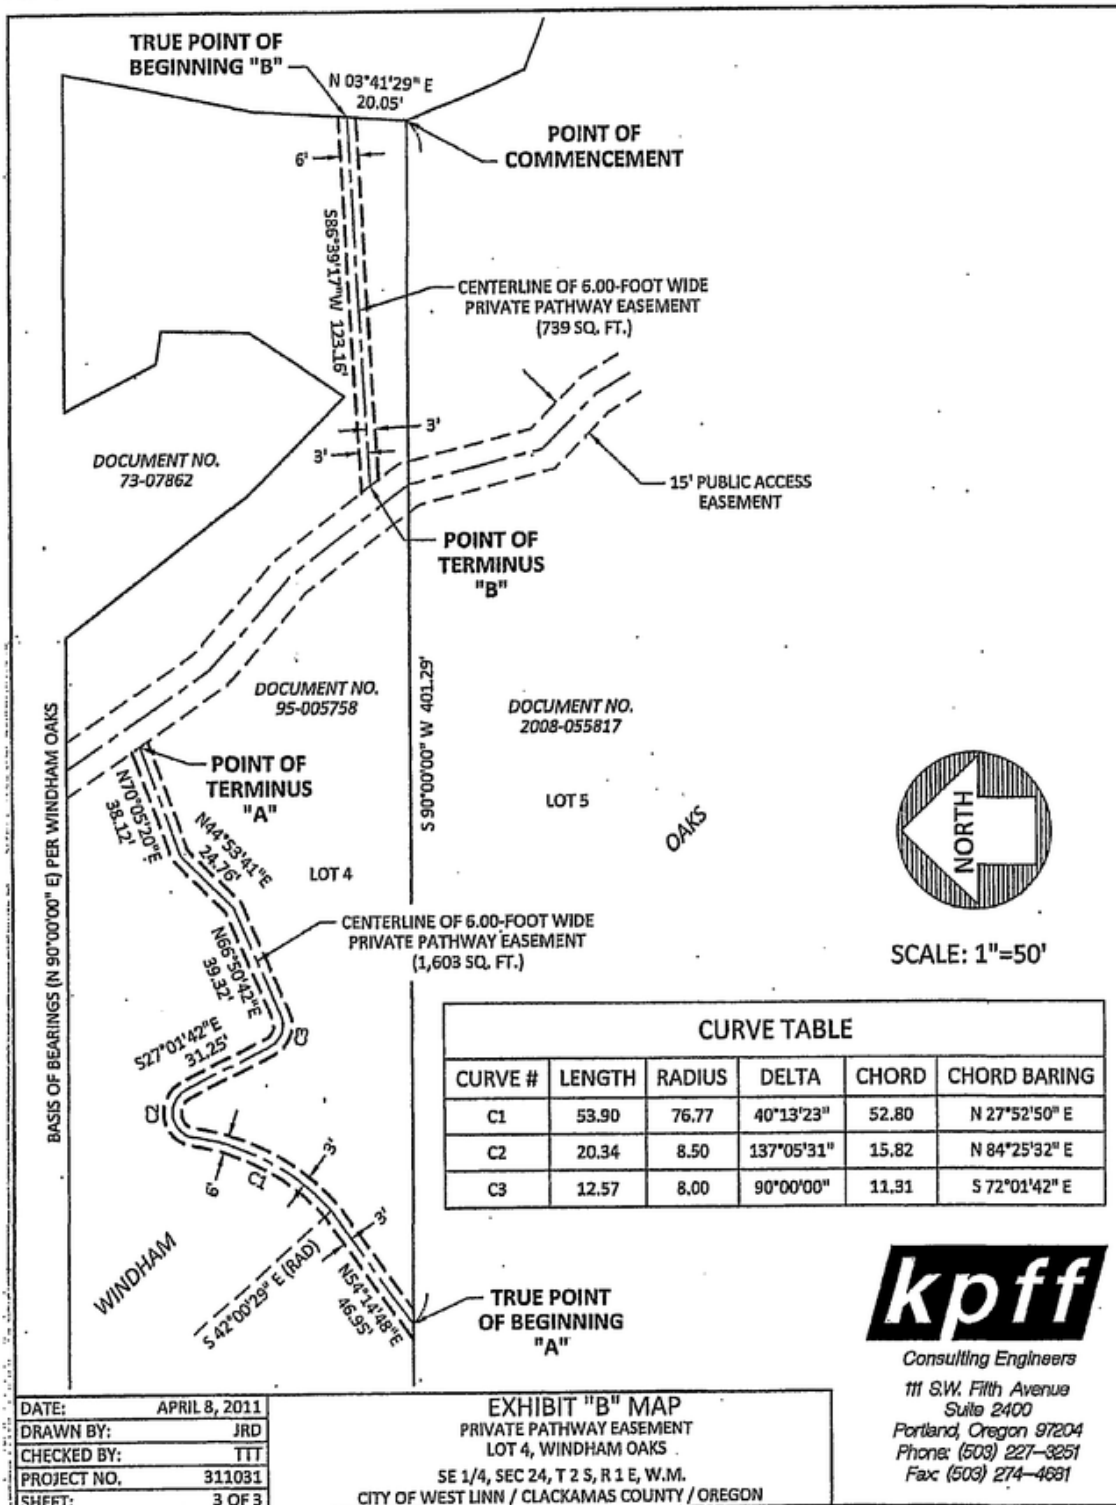 TRUE POINT OF
BEGINNING "B"
N 03°41'29" E
20.05'
POINT OF
COMMENCEMENT
6'
S86°39'17"W 123.16'
CENTERLINE OF 6.00-FOOT WIDE
PRIVATE PATHWAY EASEMENT
(739 SQ. FT.)
3'
3'
DOCUMENT NO.
73-07862
15' PUBLIC ACCESS
EASEMENT
POINT OF
TERMINUS
"B"
BASIS OF BEARINGS (N 90°00'00" E) PER WINDHAM OAKS
S 90°00'00" W 401.29'
DOCUMENT NO.
95-005758
DOCUMENT NO.
2008-055817
POINT OF
TERMINUS
"A"
N70°05'20"E
38.12'
N44°53'41"E
24.76'
LOT 5
OAKS
LOT 4
NORTH
SCALE: 1"=50'
CENTERLINE OF 6.00-FOOT WIDE
PRIVATE PATHWAY EASEMENT
(1,603 SQ. FT.)
N66°50'42"E
39.32'
C3
S27°01'42"E
31.25'
C2
6'
C1
3'
3'
WINDHAM
S 42°00'29" E (RAD)
N54°14'48"E
46.95'
TRUE POINT
OF BEGINNING
"A"
CURVE TABLE
CURVE # LENGTH RADIUS DELTA CHORD CHORD BARING
C1 53.90 76.77 40°13'23" 52.80 N 27°52'50" E
C2 20.34 8.50 137°05'31" 15.82 N 84°25'32" E
C3 12.57 8.00 90°00'00" 11.31 S 72°01'42" E
kpff
Consulting Engineers
111 S.W. Fifth Avenue
Suite 2400
Portland, Oregon 97204
Phone: (503) 227-3251
Fax: (503) 274-4681
DATE: APRIL 8, 2011
DRAWN BY: JRD
CHECKED BY: TTT
PROJECT NO. 311031
SHEET: 3 OF 3
EXHIBIT "B" MAP
PRIVATE PATHWAY EASEMENT
LOT 4, WINDHAM OAKS
SE 1/4, SEC 24, T 2 S, R 1 E, W.M.
CITY OF WEST LINN / CLACKAMAS COUNTY / OREGON